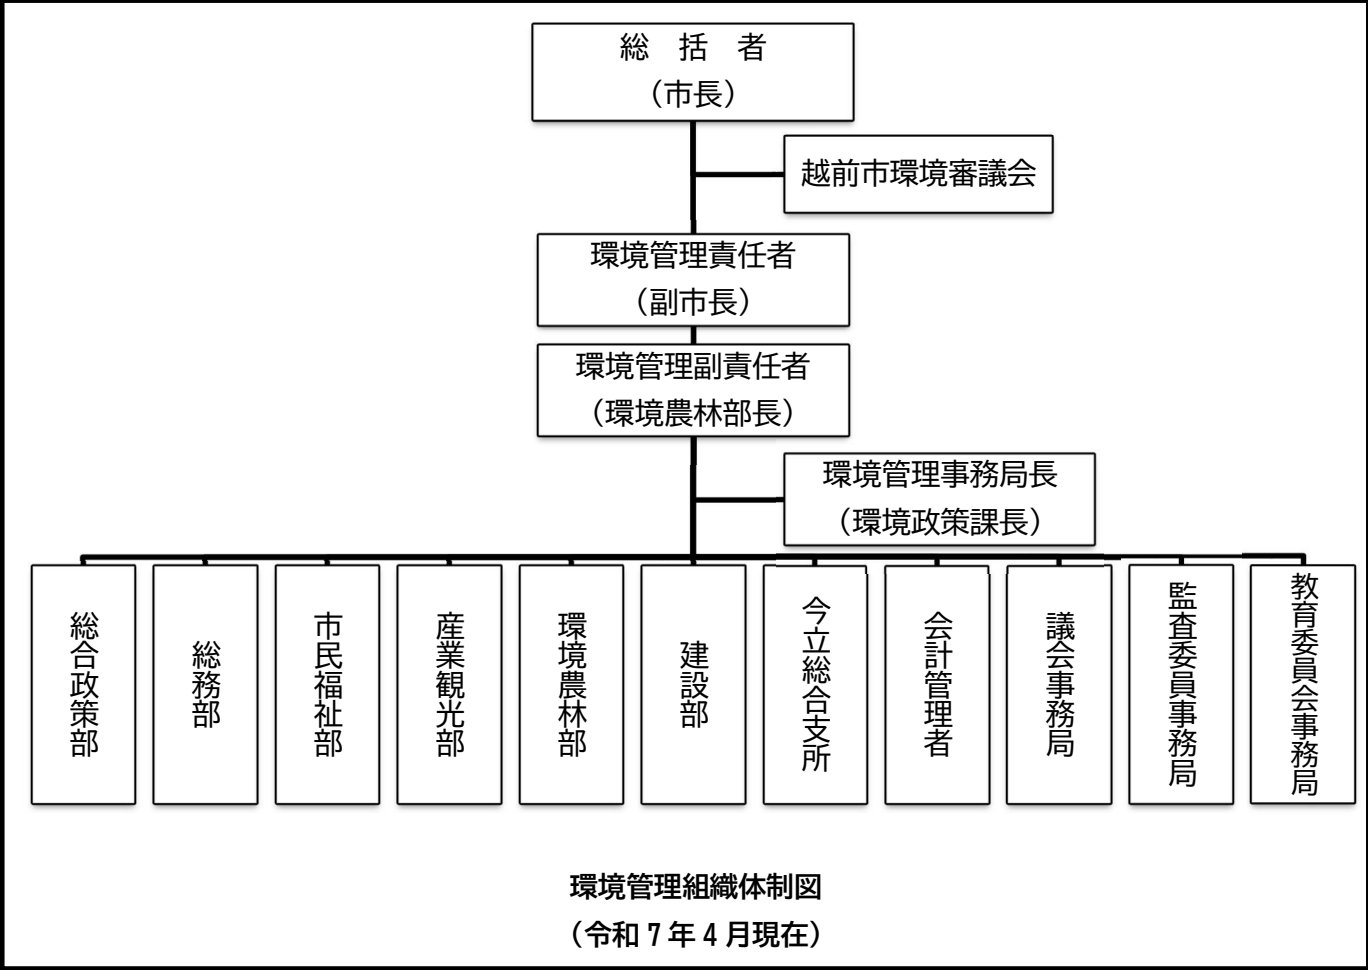 総　括　者
（市長）
越前市環境審議会
環境管理責任者
（副市長）
環境管理副責任者
（環境農林部長）
環境管理事務局長
（環境政策課長）
総合政策部
総務部
市民福祉部
産業観光部
環境農林部
建設部
今立総合支所
会計管理者
議会事務局
監査委員事務局
教育委員会事務局
環境管理組織体制図
（令和７年４月現在）